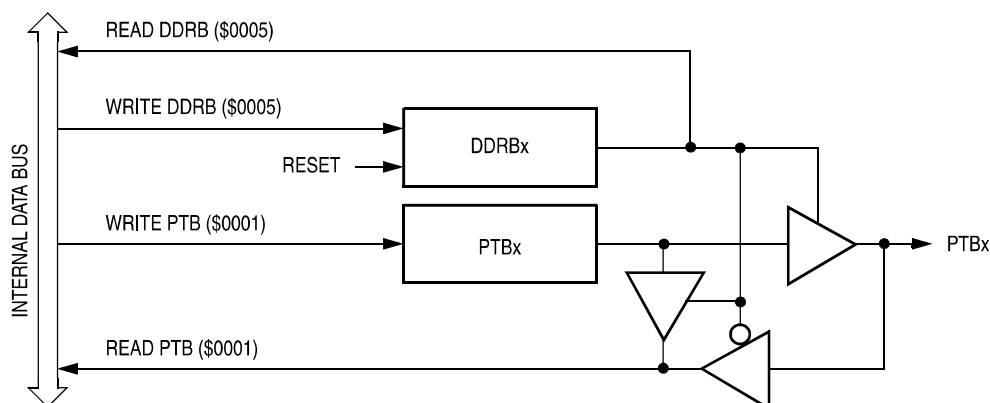 READ DDRB ($0005)
WRITE DDRB ($0005)
DDRBx
RESET
INTERNAL DATA BUS
WRITE PTB ($0001)
PTBx
PTBx
READ PTB ($0001)